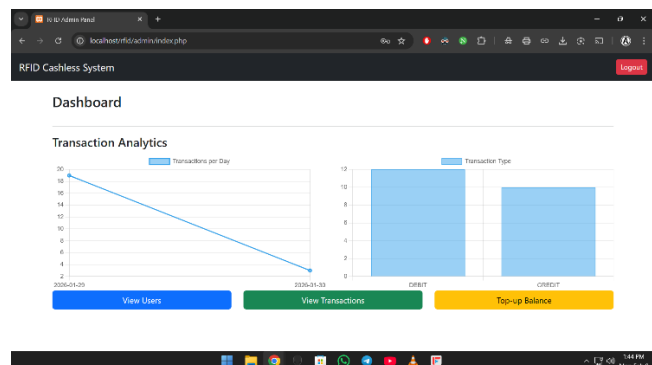 RFID Admin Panel
localhost/rfid/admin/index.php
RFID Cashless System
Logout
Dashboard
Transaction Analytics
Transactions per Day
20
18
16
14
12
10
8
6
4
2
2026-01-29
2026-01-30
Transaction Type
12
10
8
6
4
2
0
DEBIT
CREDIT
View Users
View Transactions
Top-up Balance
1:44 PM